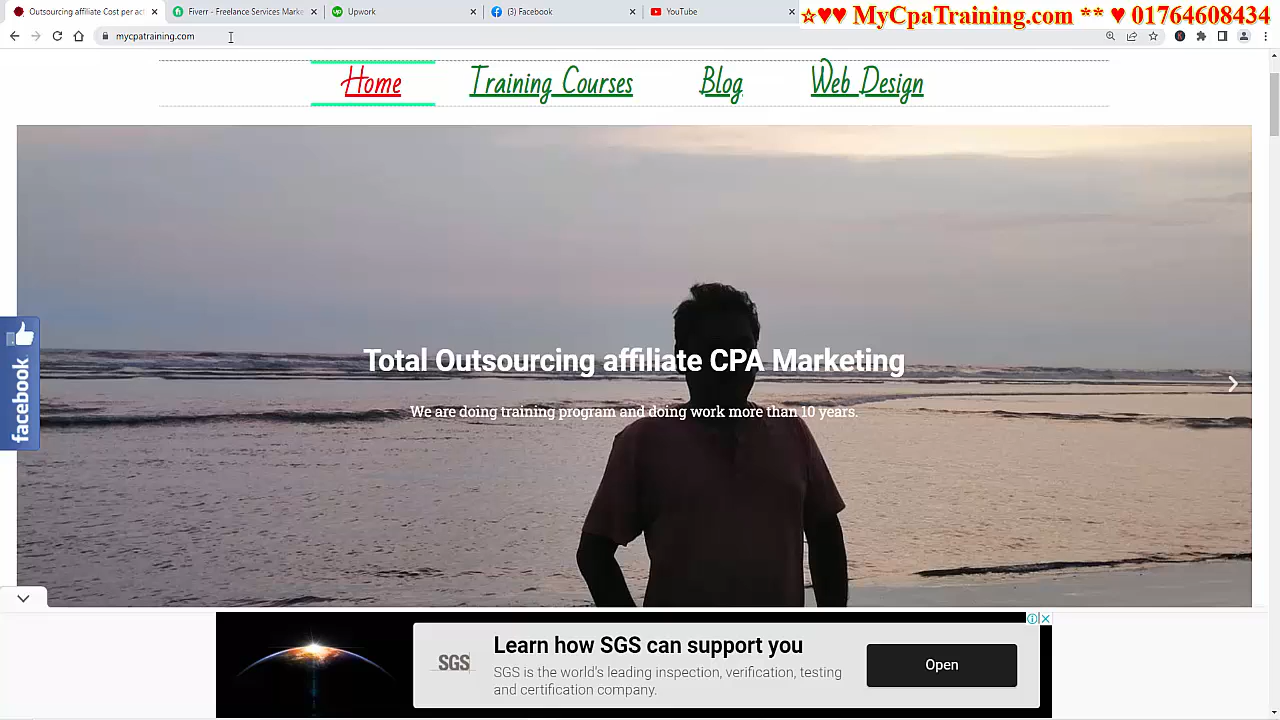 Outsourcing affiliate Cost per ac
Fiverr - Freelance Services Marke
Upwork
(3) Facebook
YouTube
☆♥♥ MyCpaTraining.com ** ♥ 01764608434
mycpatraining.com
Home
Training Courses
Blog
Web Design
Total Outsourcing affiliate CPA Marketing
We are doing training program and doing work more than 10 years.
facebook
SGS
Learn how SGS can support you
SGS is the world's leading inspection, verification, testing
and certification company.
Open